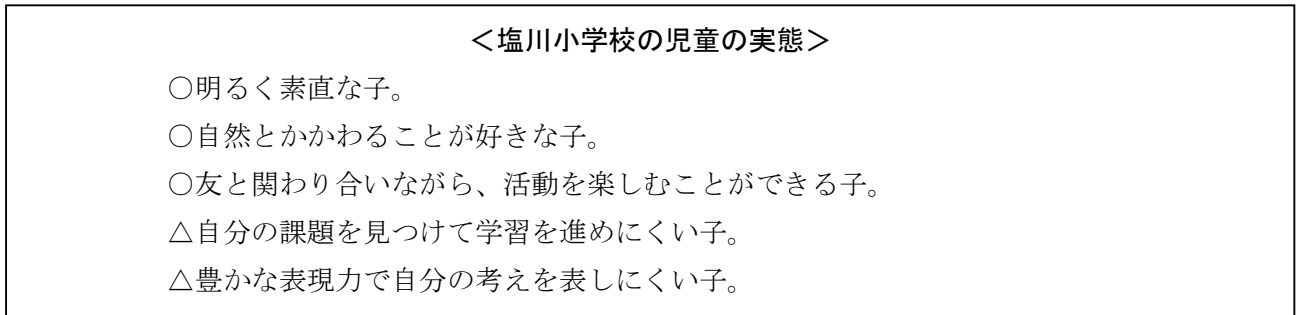 ＜塩川小学校の児童の実態＞
○明るく素直な子。
○自然とかかわることが好きな子。
○友と関わり合いながら、活動を楽しむことができる子。
△自分の課題を見つけて学習を進めにくい子。
△豊かな表現力で自分の考えを表しにくい子。